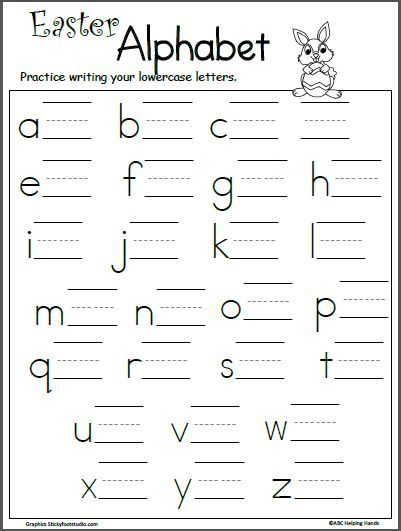 Easter
Alphabet
Practice writing your lowercase letters.
a b c
e f g h
i j k l
m n o p
q r s t
u v w
x y z
Graphics Stickyfootstudio.com ©ABC Helping Hands